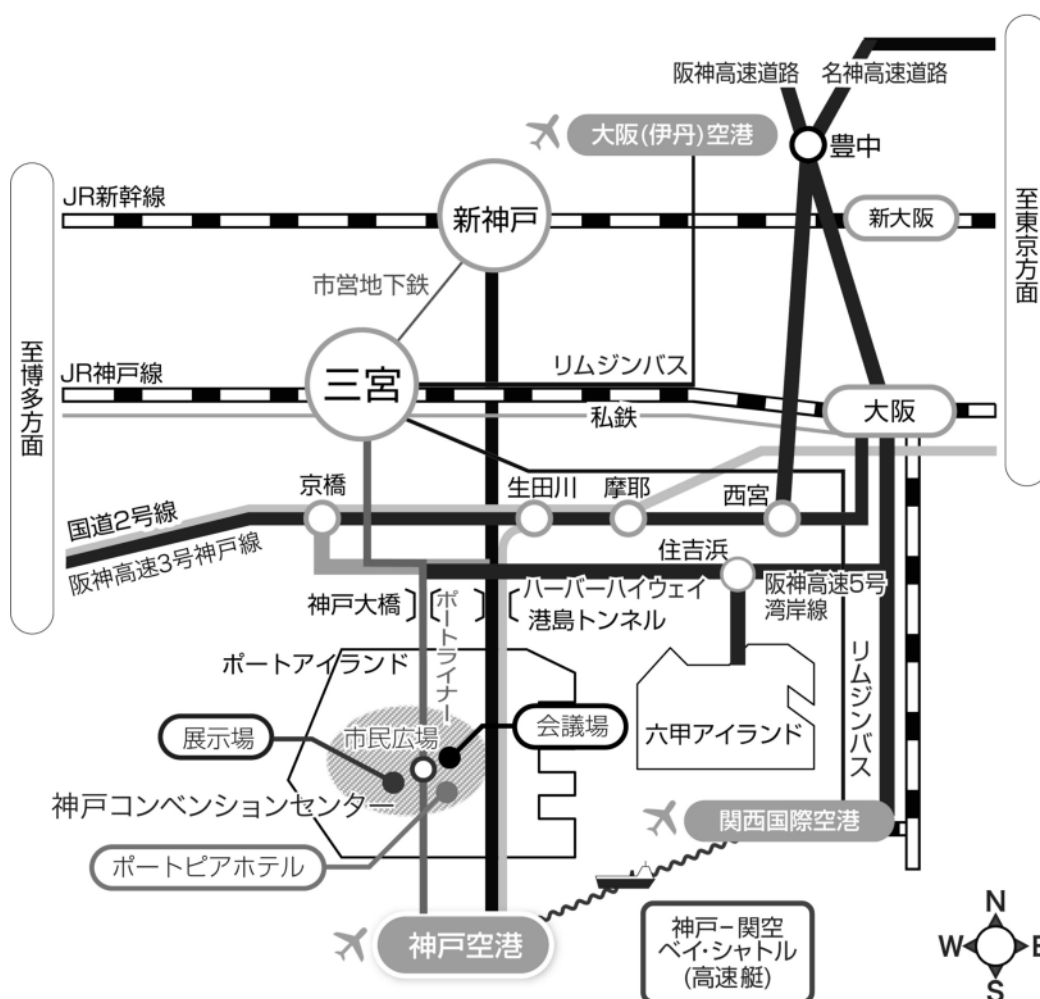 阪神高速道路
名神高速道路
大阪(伊丹)空港
豊中
JR新幹線
新神戸
新大阪
至東京方面
市営地下鉄
至博多方面
JR神戸線
三宮
リムジンバス
大阪
私鉄
京橋
生田川
摩耶
西宮
国道2号線
阪神高速3号神戸線
住吉浜
阪神高速5号
湾岸線
神戸大橋
ポートライナー
ハーバーハイウェイ
港島トンネル
ポートアイランド
リムジンバス
展示場
市民広場
会議場
六甲アイランド
神戸コンベンションセンター
関西国際空港
ポートピアホテル
神戸空港
神戸-関空
ベイ・シャトル
(高速艇)
N
W
E
S